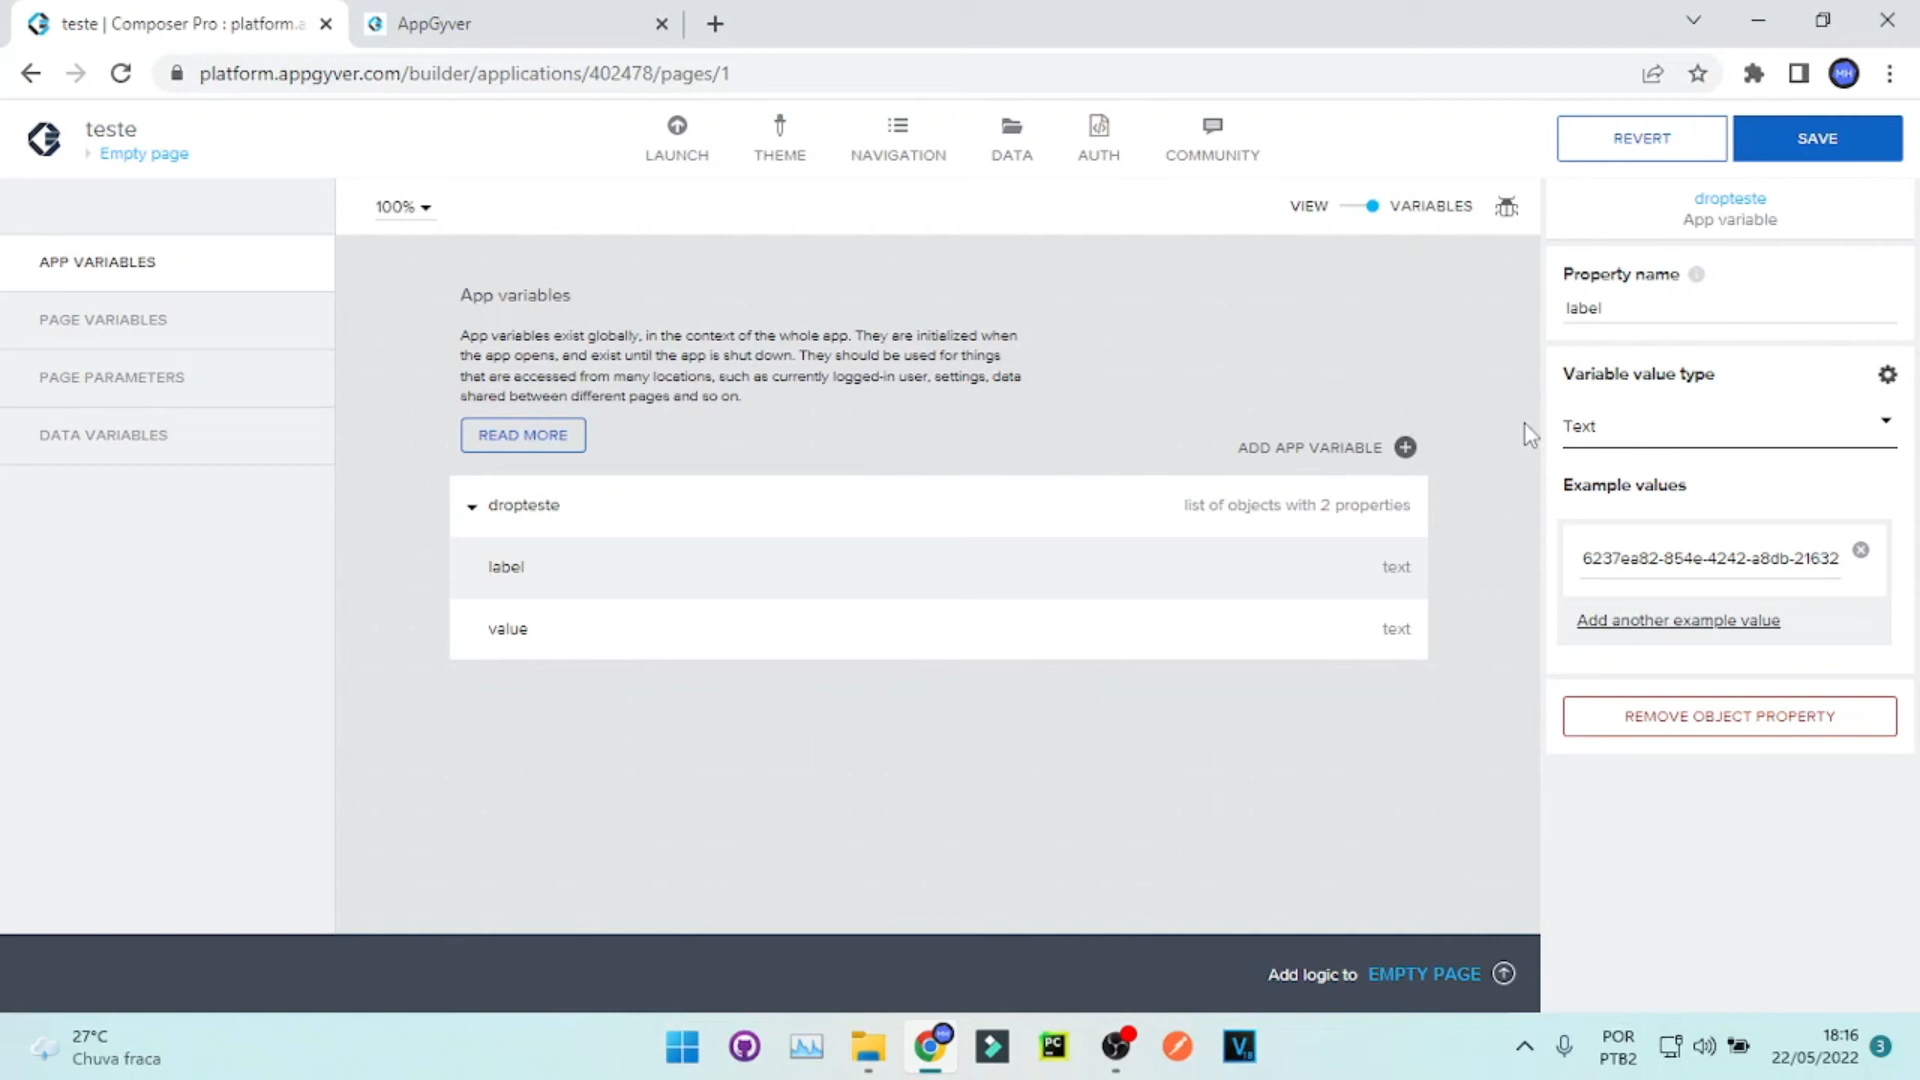 teste | Composer Pro : platform.a
AppGyver
platform.appgyver.com/builder/applications/402478/pages/1
MH
teste
Empty page
LAUNCH
THEME
NAVIGATION
DATA
AUTH
COMMUNITY
REVERT
SAVE
100%
VIEW
VARIABLES
dropteste
App variable
APP VARIABLES
PAGE VARIABLES
PAGE PARAMETERS
DATA VARIABLES
App variables
App variables exist globally, in the context of the whole app. They are initialized when
the app opens, and exist until the app is shut down. They should be used for things
that are accessed from many locations, such as currently logged-in user, settings, data
shared between different pages and so on.
READ MORE
ADD APP VARIABLE
dropteste
list of objects with 2 properties
label
text
value
text
Property name
label
Variable value type
Text
Example values
6237ea82-854e-4242-a8db-21632
Add another example value
REMOVE OBJECT PROPERTY
Add logic to EMPTY PAGE
27°C
Chuva fraca
PC
V
18
POR
PTB2
18:16
22/05/2022
3